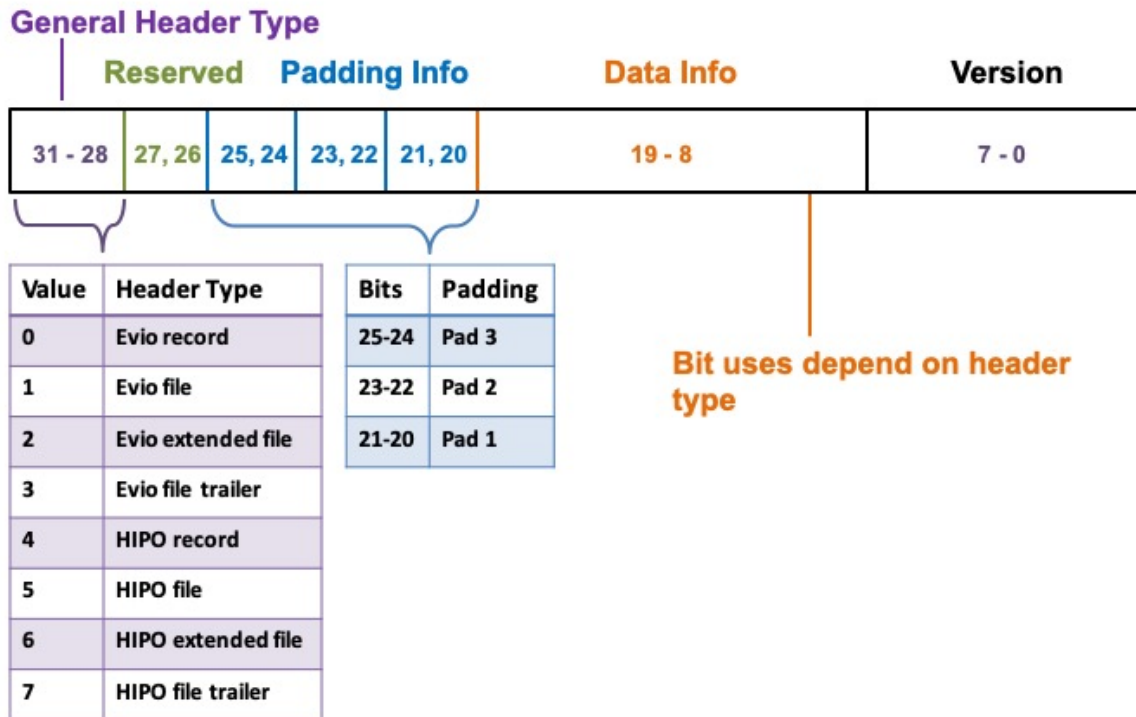 General Header Type
Reserved Padding Info Data Info Version
31 - 28 27, 26 25, 24 23, 22 21, 20 19 - 8 7 - 0
Value Header Type
0 Evio record
1 Evio file
2 Evio extended file
3 Evio file trailer
4 HIPO record
5 HIPO file
6 HIPO extended file
7 HIPO file trailer
Bits Padding
25-24 Pad 3
23-22 Pad 2
21-20 Pad 1
Bit uses depend on header
type